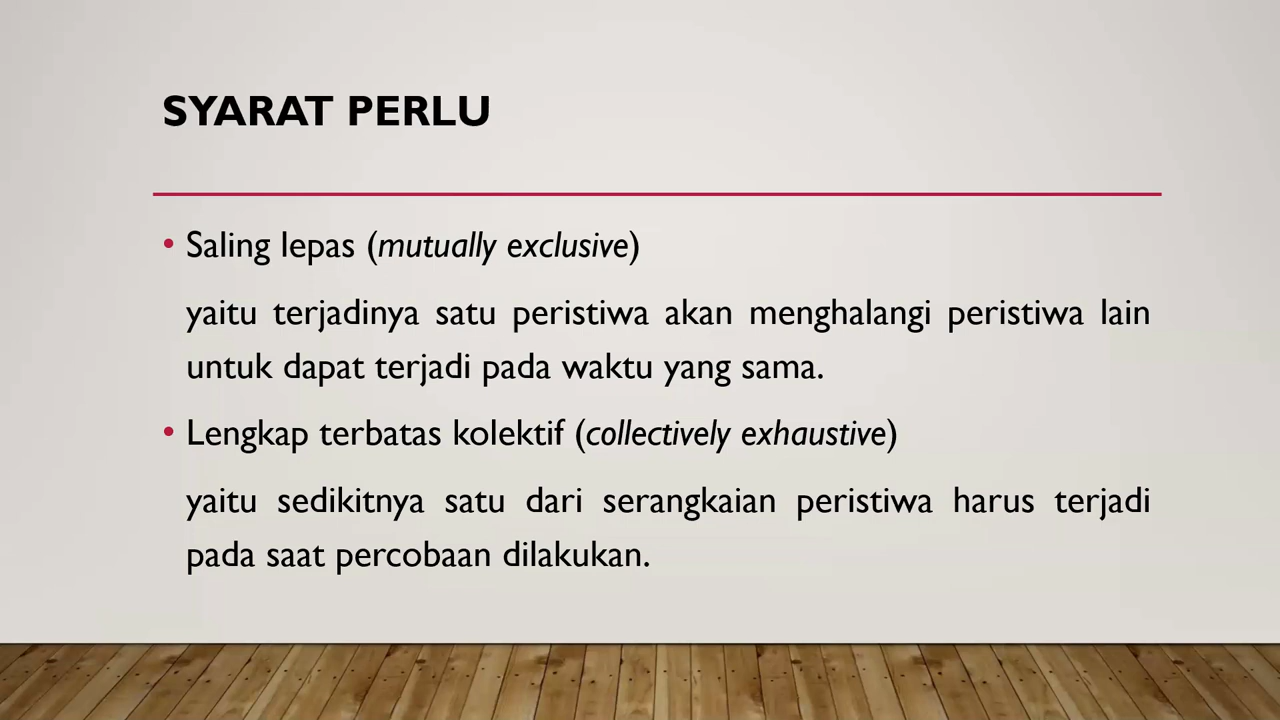 SYARAT PERLU
• Saling lepas (mutually exclusive)
yaitu terjadinya satu peristiwa akan menghalangi peristiwa lain
untuk dapat terjadi pada waktu yang sama.
• Lengkap terbatas kolektif (collectively exhaustive)
yaitu sedikitnya satu dari serangkaian peristiwa harus terjadi
pada saat percobaan dilakukan.